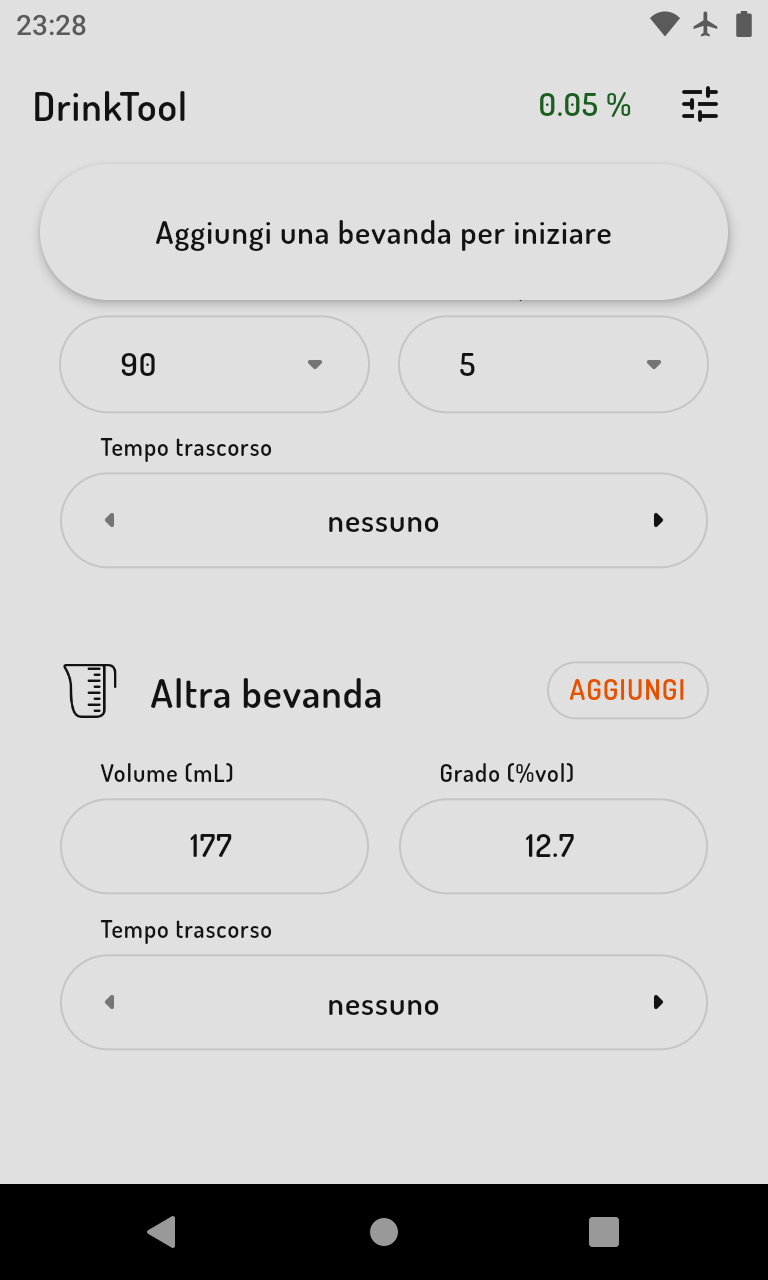 23:28
DrinkTool
0.05 %
Aggiungi una bevanda per iniziare
90
5
Tempo trascorso
nessuno
Altra bevanda
AGGIUNGI
Volume (mL)
Grado (%vol)
177
12.7
Tempo trascorso
nessuno